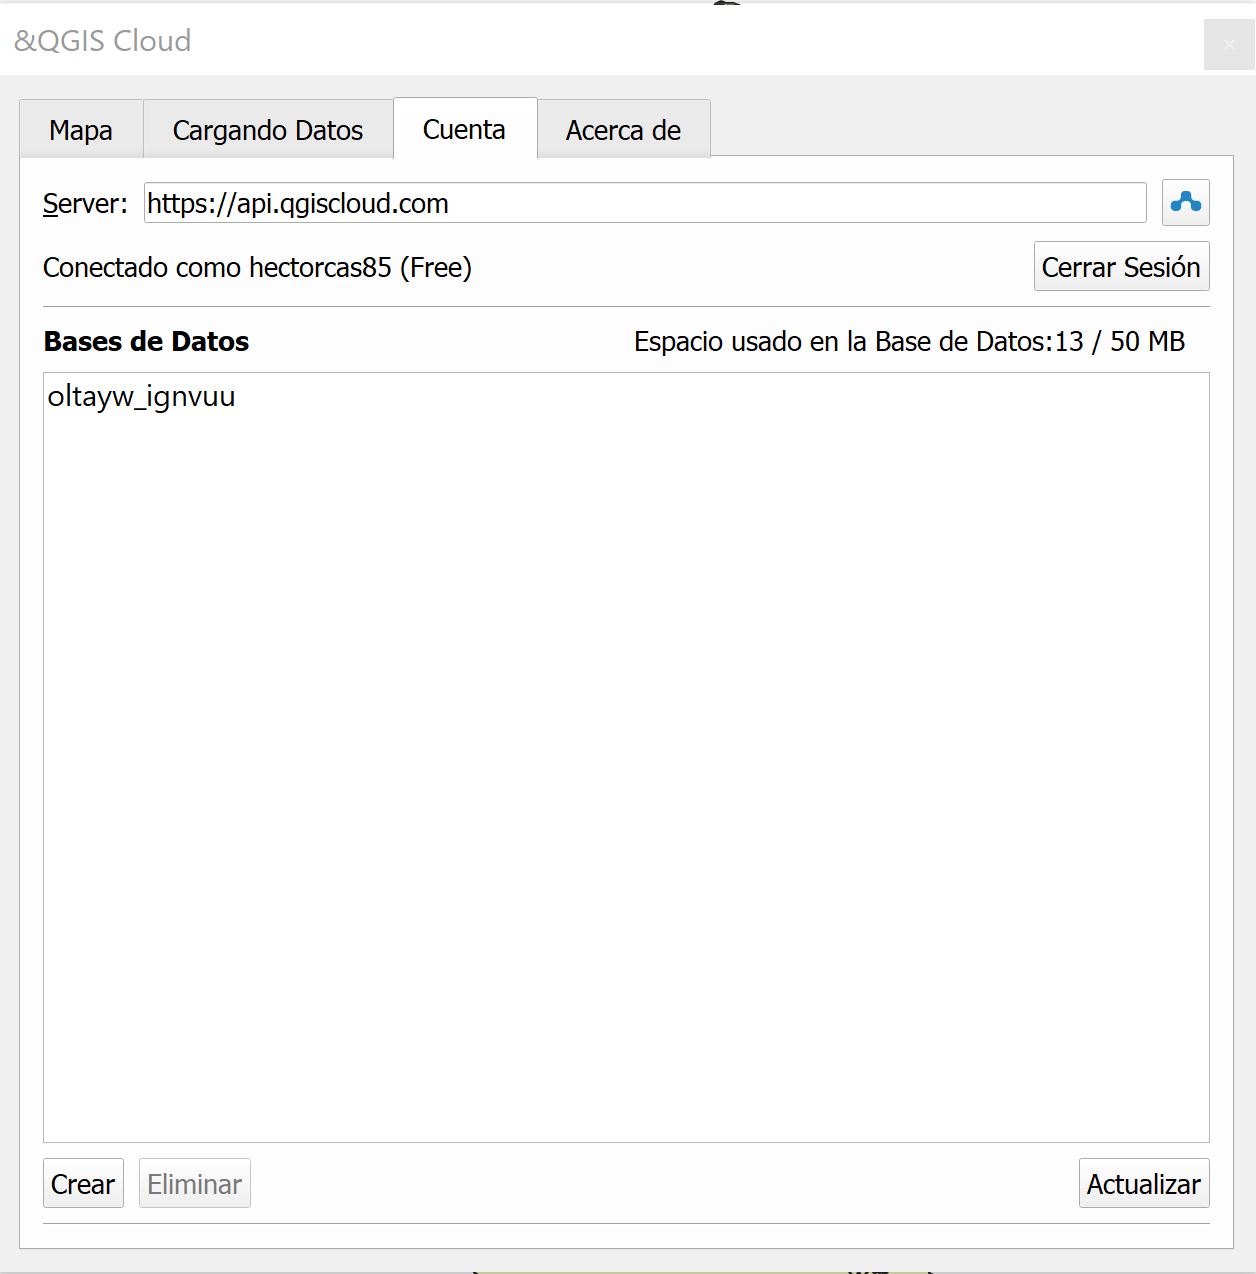 &QGIS Cloud
Mapa Cargando Datos Cuenta Acerca de
Server: https://api.qgiscloud.com
Conectado como hectorcas85 (Free) Cerrar Sesión
Bases de Datos Espacio usado en la Base de Datos:13 / 50 MB
oltayw_ignvuu
Crear Eliminar Actualizar